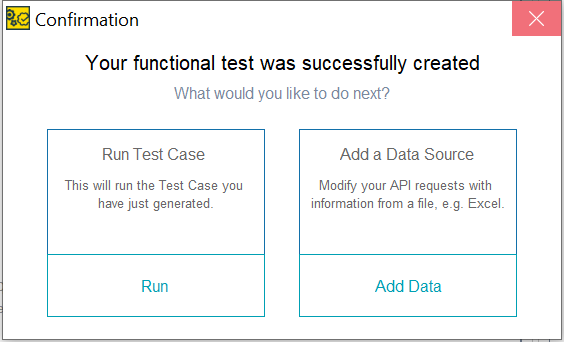 Confirmation
Your functional test was successfully created
What would you like to do next?
Run Test Case
This will run the Test Case you
have just generated.
Run
Add a Data Source
Modify your API requests with
information from a file, e.g. Excel.
Add Data